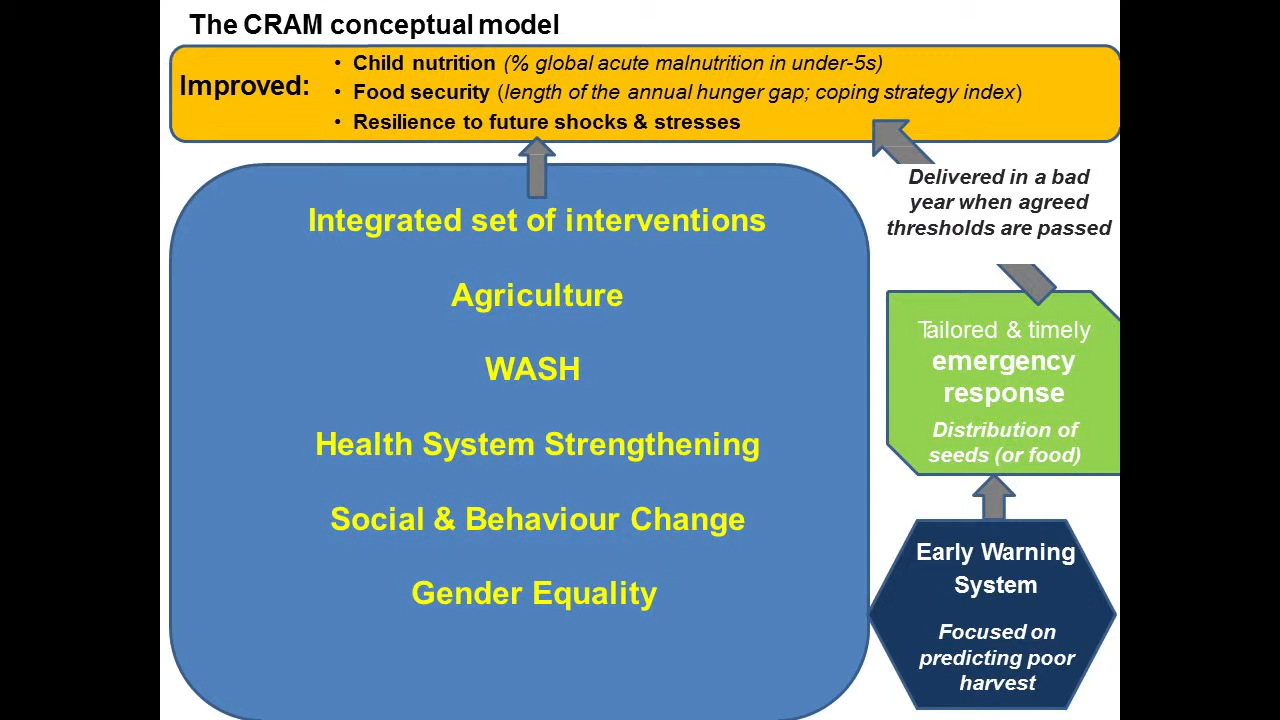 The CRAM conceptual model
Improved:
• Child nutrition (% global acute malnutrition in under-5s)
• Food security (length of the annual hunger gap; coping strategy index)
• Resilience to future shocks & stresses
Integrated set of interventions
Agriculture
WASH
Health System Strengthening
Social & Behaviour Change
Gender Equality
Delivered in a bad
year when agreed
thresholds are passed
Tailored & timely
emergency
response
Distribution of
seeds (or food)
Early Warning
System
Focused on
predicting poor
harvest